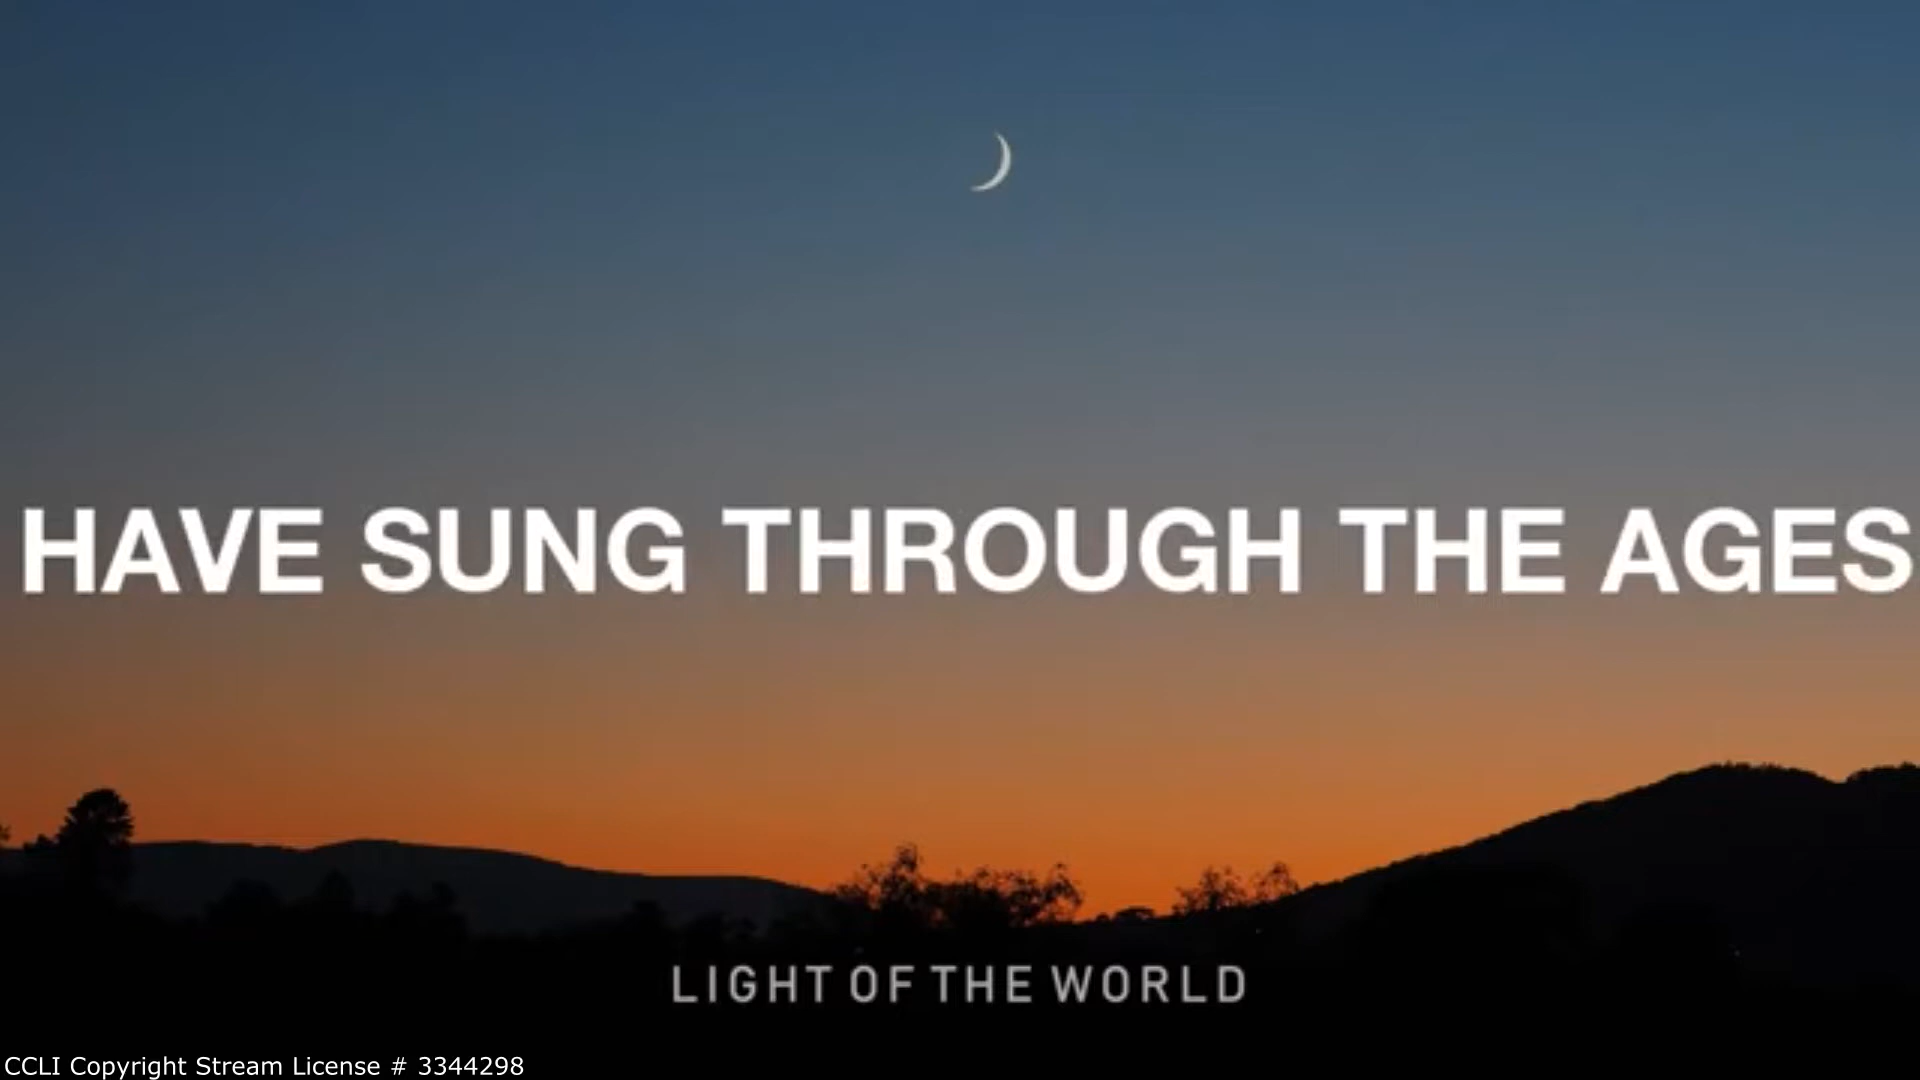 HAVE SUNG THROUGH THE AGES
LIGHT OF THE WORLD
CCLI Copyright Stream License # 3344298